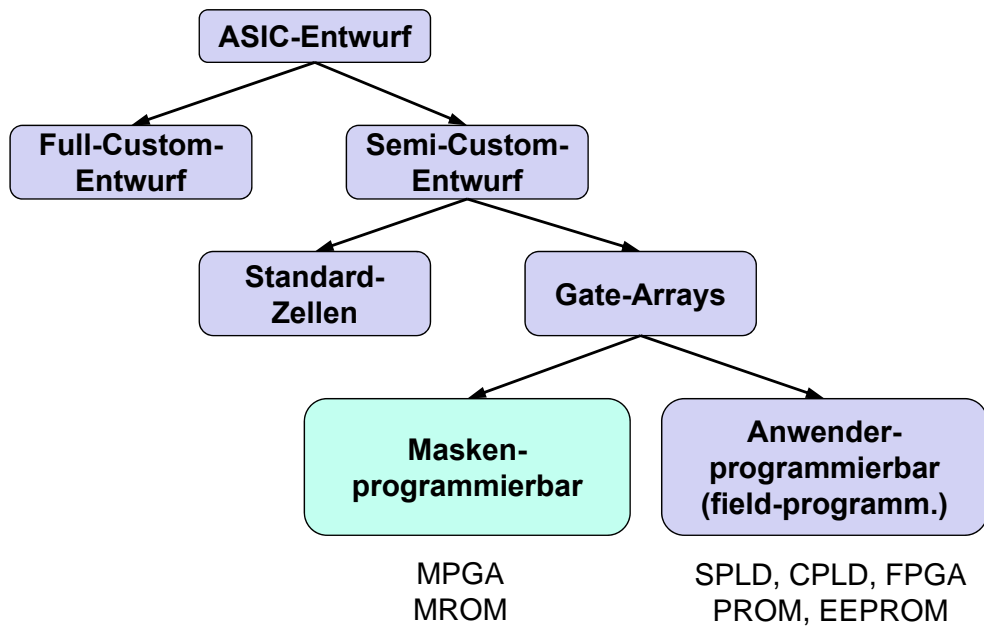 ASIC-Entwurf
Full-Custom-
Entwurf
Semi-Custom-
Entwurf
Standard-
Zellen
Gate-Arrays
Masken-
programmierbar
Anwender-
programmierbar
(field-programm.)
MPGA
MROM
SPLD, CPLD, FPGA
PROM, EEPROM